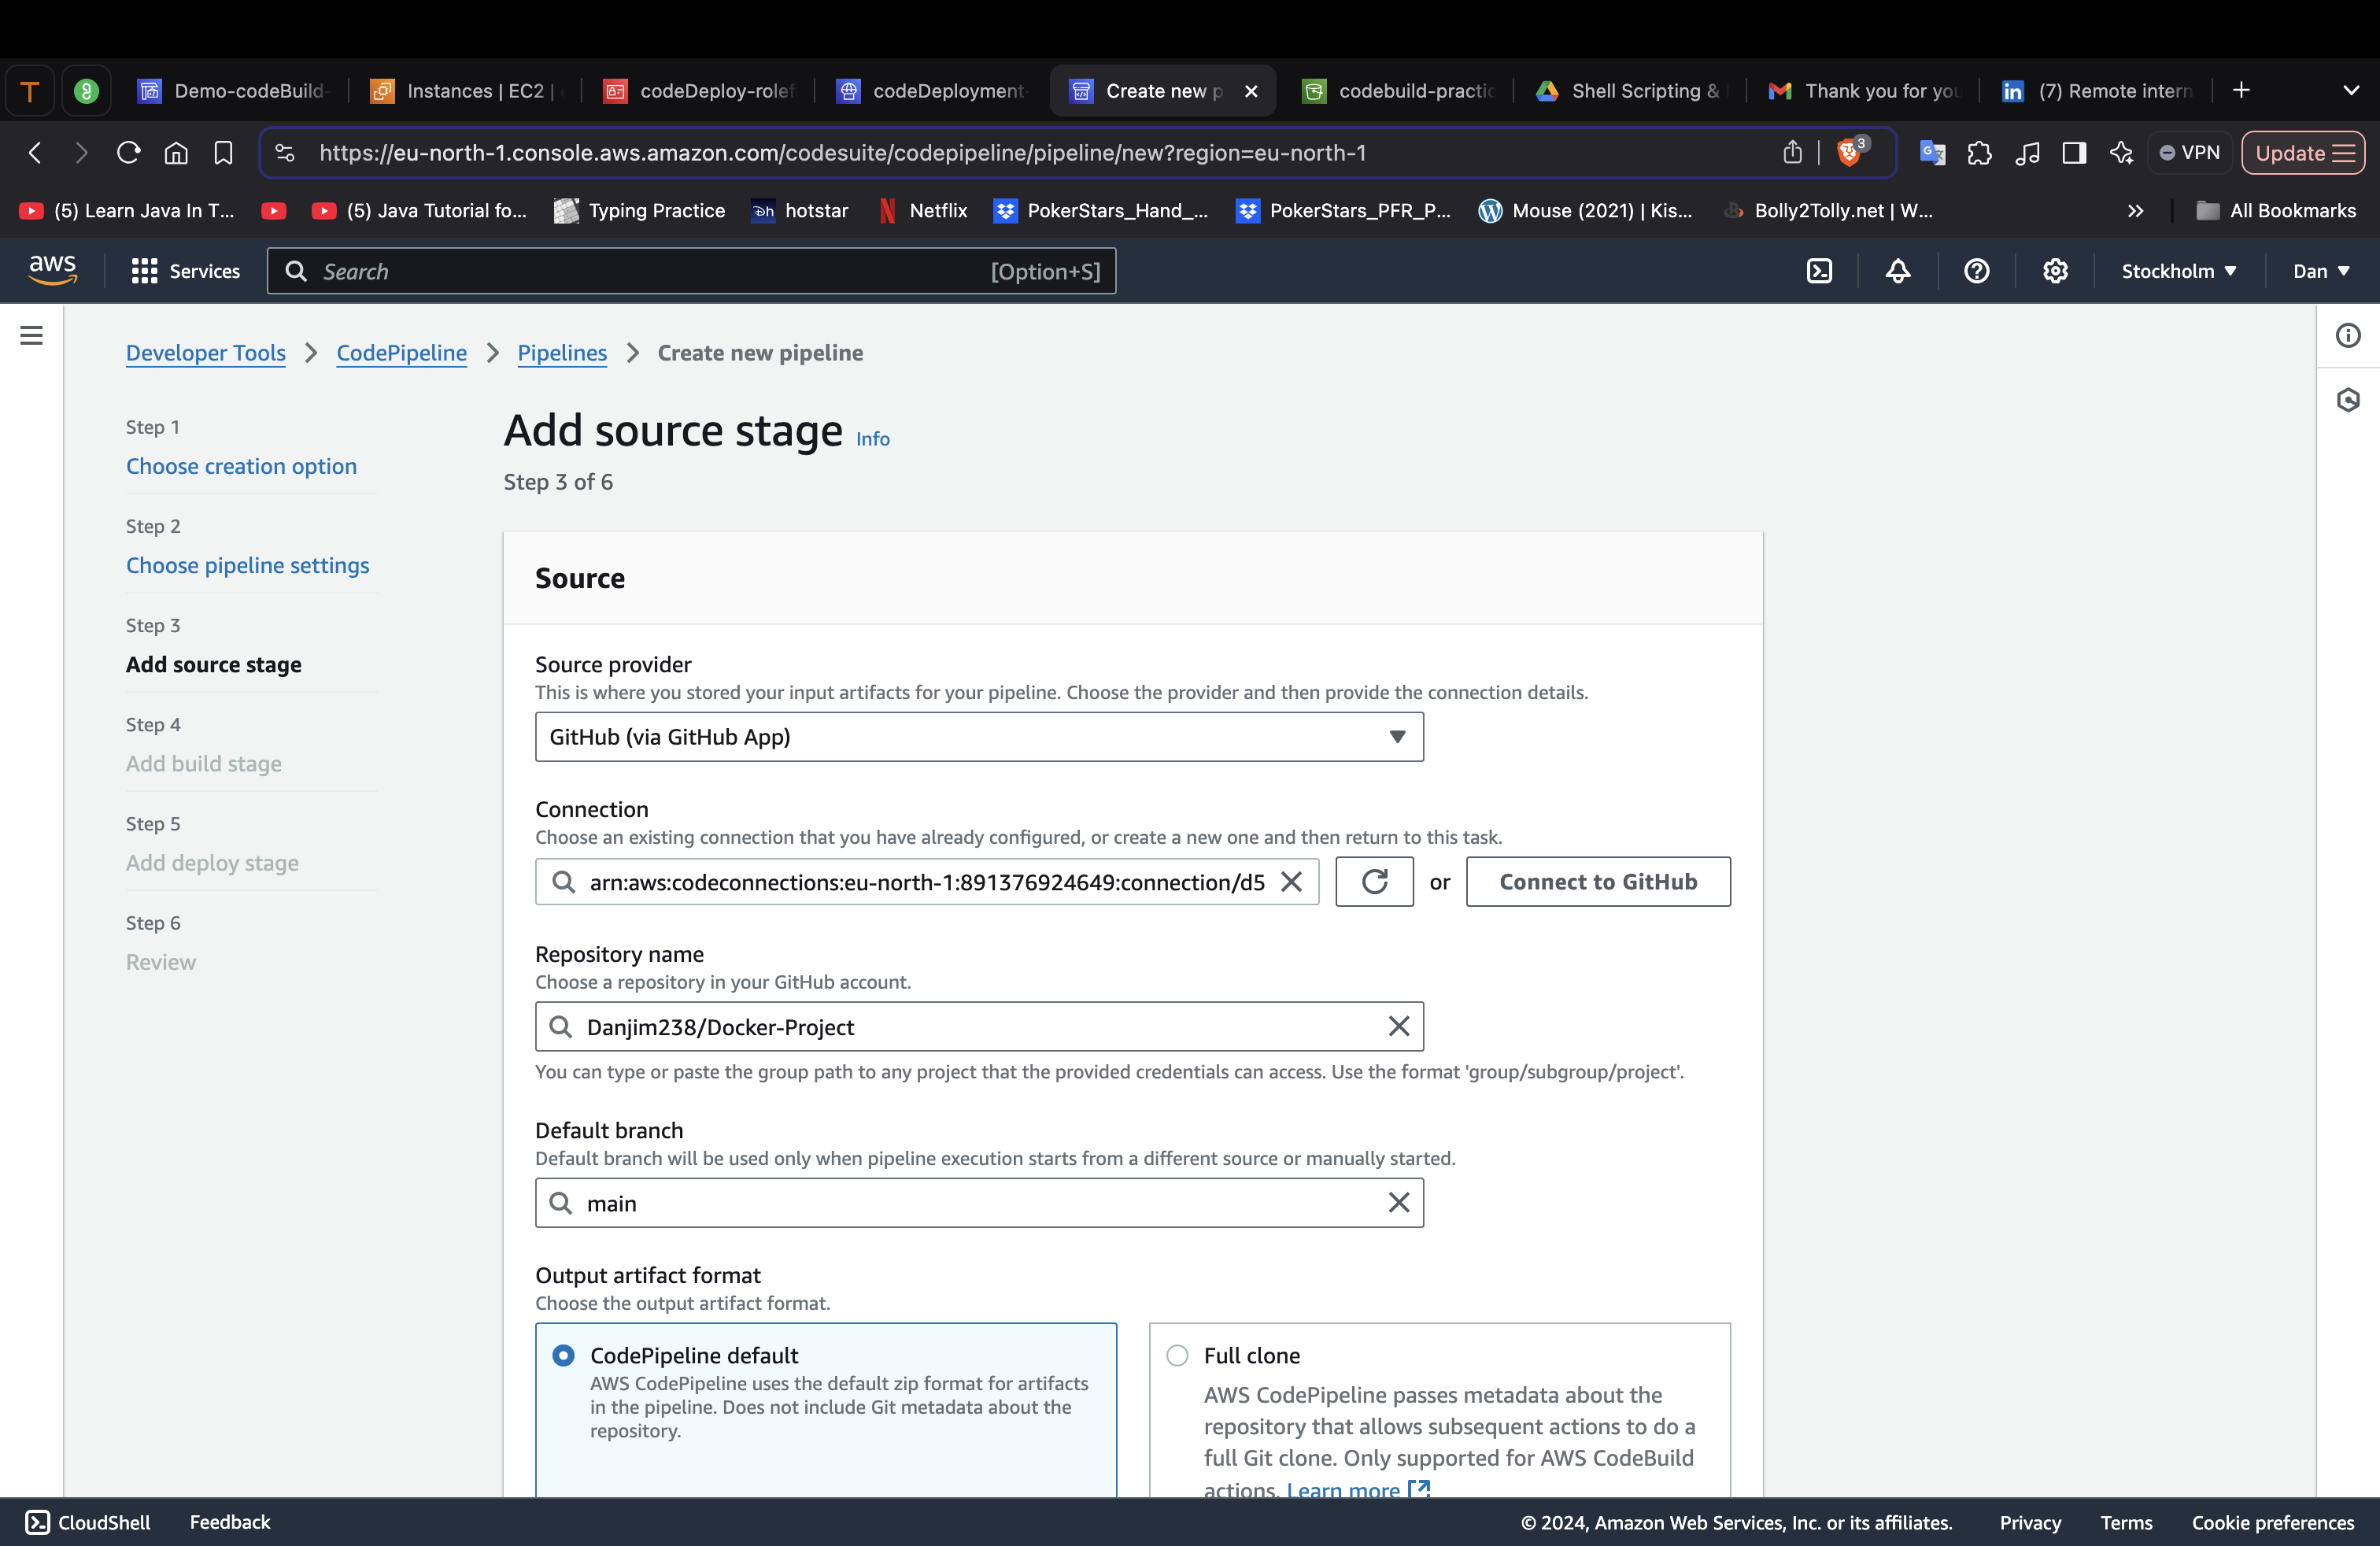 Demo-codeBuild-
Instances | EC2 |
codeDeploy-rolef
codeDeployment-
Create new p
codebuild-practic
Shell Scripting &
Thank you for you
(7) Remote intern
https://eu-north-1.console.aws.amazon.com/codesuite/codepipeline/pipeline/new?region=eu-north-1
3
VPN
Update
(5) Learn Java In T...
(5) Java Tutorial fo...
Typing Practice
hotstar
Netflix
PokerStars_Hand_...
PokerStars_PFR_P...
Mouse (2021) | Kis...
Bolly2Tolly.net | W...
All Bookmarks
aws
Services
Search
[Option+S]
Stockholm
Dan
Developer Tools
CodePipeline
Pipelines
Create new pipeline
Step 1
Choose creation option
Step 2
Choose pipeline settings
Step 3
Add source stage
Step 4
Add build stage
Step 5
Add deploy stage
Step 6
Review
Add source stage Info
Step 3 of 6
Source
Source provider
This is where you stored your input artifacts for your pipeline. Choose the provider and then provide the connection details.
GitHub (via GitHub App)
Connection
Choose an existing connection that you have already configured, or create a new one and then return to this task.
arn:aws:codeconnections:eu-north-1:891376924649:connection/d5
or
Connect to GitHub
Repository name
Choose a repository in your GitHub account.
Danjim238/Docker-Project
You can type or paste the group path to any project that the provided credentials can access. Use the format 'group/subgroup/project'.
Default branch
Default branch will be used only when pipeline execution starts from a different source or manually started.
main
Output artifact format
Choose the output artifact format.
CodePipeline default
AWS CodePipeline uses the default zip format for artifacts
in the pipeline. Does not include Git metadata about the
repository.
Full clone
AWS CodePipeline passes metadata about the
repository that allows subsequent actions to do a
full Git clone. Only supported for AWS CodeBuild
actions. Learn more
CloudShell
Feedback
© 2024, Amazon Web Services, Inc. or its affiliates.
Privacy
Terms
Cookie preferences